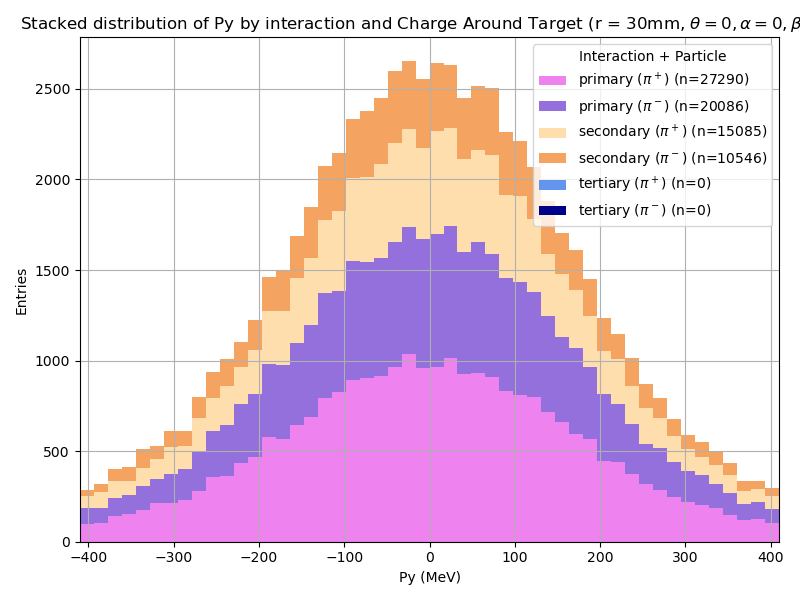 Stacked distribution of Py by interaction and Charge Around Target (r = 30mm, θ = 0, α = 0, β
Entries
2500
2000
1500
1000
500
0
Interaction + Particle
primary (π⁺) (n=27290)
primary (π⁻) (n=20086)
secondary (π⁺) (n=15085)
secondary (π⁻) (n=10546)
tertiary (π⁺) (n=0)
tertiary (π⁻) (n=0)
−400 −300 −200 −100 0 100 200 300 400
Py (MeV)